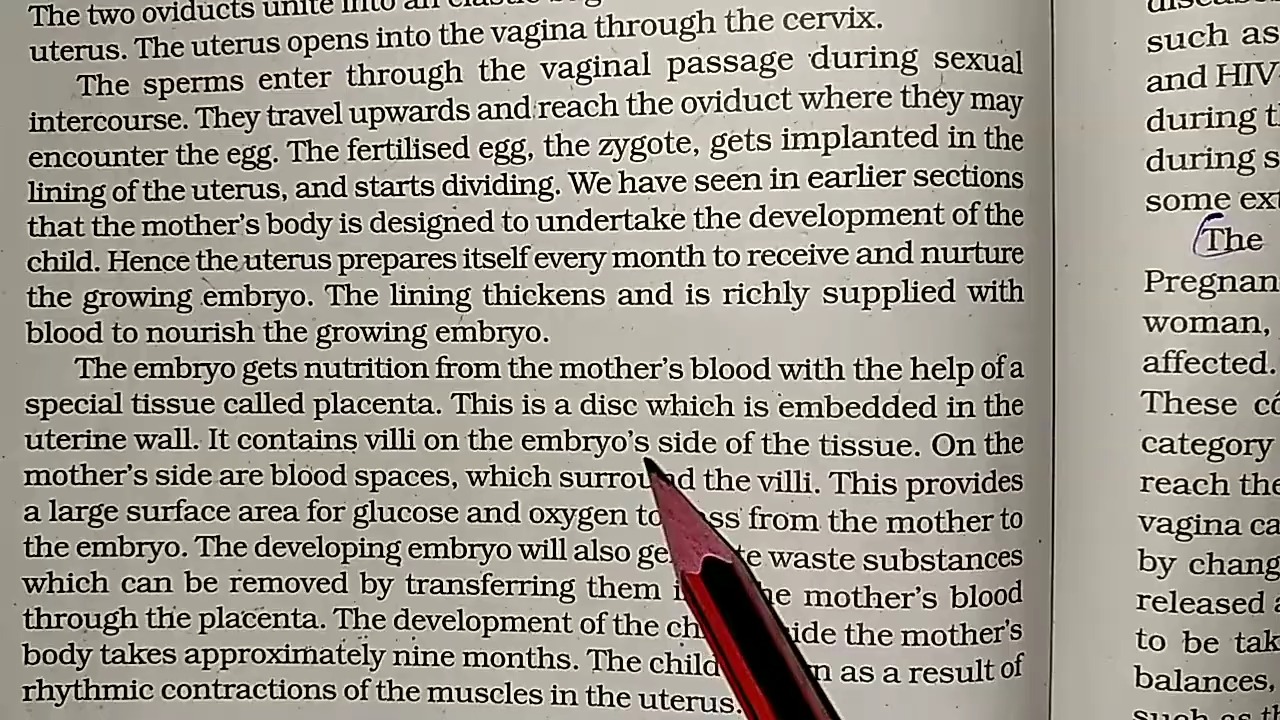 The two oviducts unite into an elastic
uterus. The uterus opens into the vagina through the cervix.
The sperms enter through the vaginal passage during sexual
intercourse. They travel upwards and reach the oviduct where they may
encounter the egg. The fertilised egg, the zygote, gets implanted in the
lining of the uterus, and starts dividing. We have seen in earlier sections
that the mother's body is designed to undertake the development of the
child. Hence the uterus prepares itself every month to receive and nurture
the growing embryo. The lining thickens and is richly supplied with
blood to nourish the growing embryo.
The embryo gets nutrition from the mother's blood with the help of a
special tissue called placenta. This is a disc which is embedded in the
uterine wall. It contains villi on the embryo's side of the tissue. On the
mother's side are blood spaces, which surround the villi. This provides
a large surface area for glucose and oxygen to ss from the mother to
the embryo. The developing embryo will also ge te waste substances
which can be removed by transferring them i he mother's blood
through the placenta. The development of the ch ide the mother's
body takes approximately nine months. The child n as a result of
rhythmic contractions of the muscles in the uterus.
such as
and HIV
during t
during s
some ext
The
Pregnan
woman,
affected.
These co
category
reach the
vagina ca
by chang
released a
to be tak
balances,
such as th